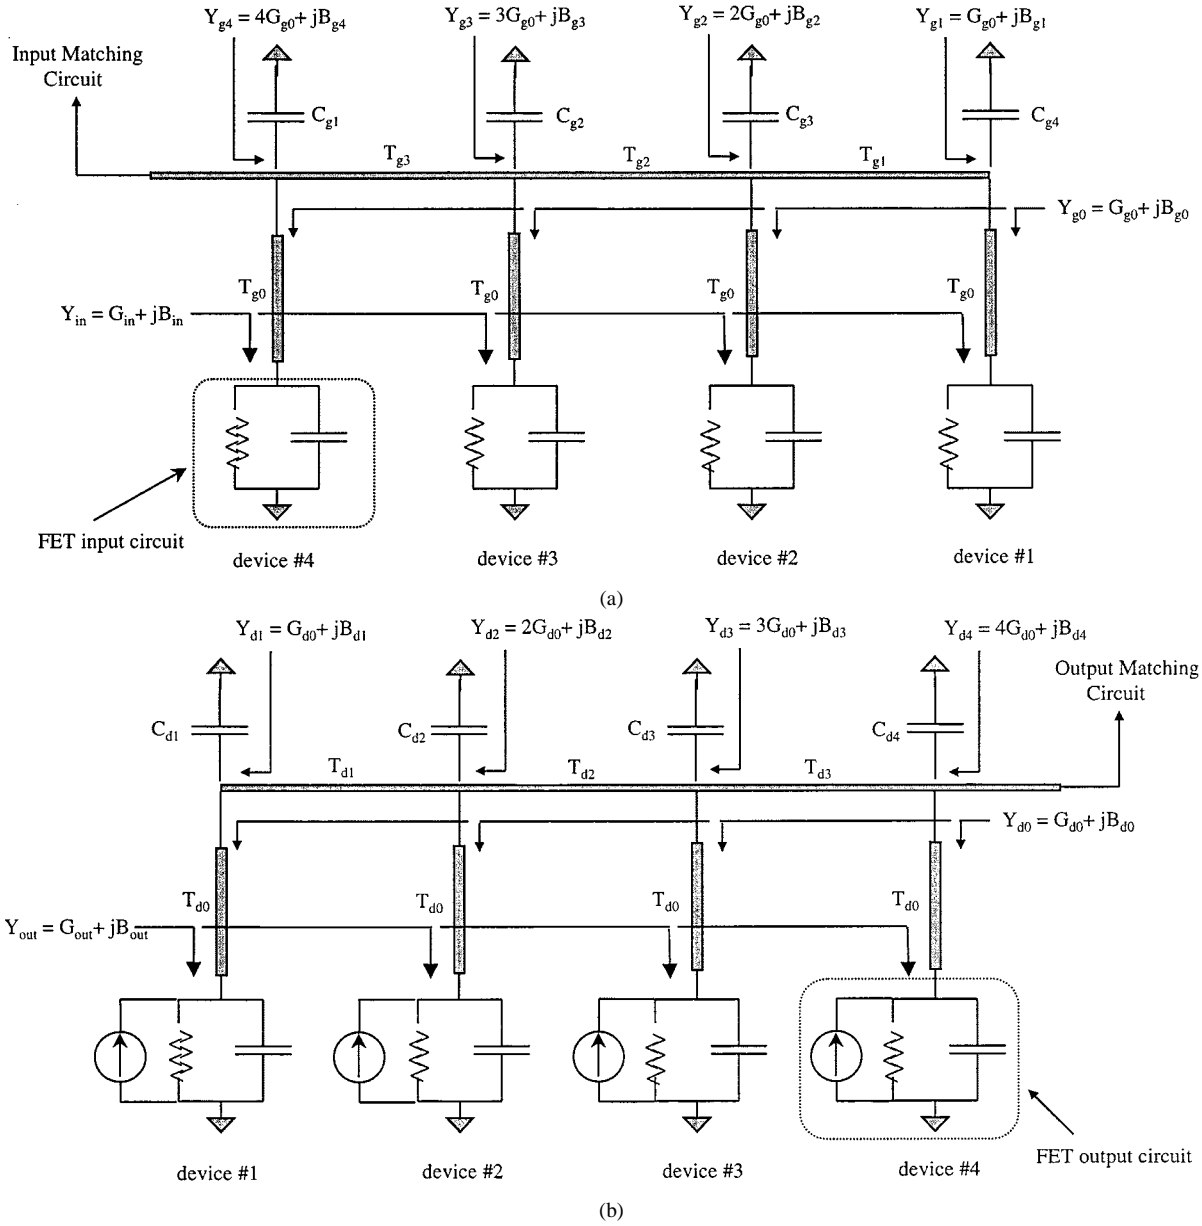 Y_g4 = 4G_g0 + jB_g4
Y_g3 = 3G_g0 + jB_g3
Y_g2 = 2G_g0 + jB_g2
Y_g1 = G_g0 + jB_g1
Input Matching
Circuit
C_g1
C_g2
C_g3
C_g4
T_g3
T_g2
T_g1
Y_g0 = G_g0 + jB_g0
T_g0
T_g0
T_g0
T_g0
Y_in = G_in + jB_in
FET input circuit
device #4
device #3
device #2
device #1
(a)
Y_d1 = G_d0 + jB_d1
Y_d2 = 2G_d0 + jB_d2
Y_d3 = 3G_d0 + jB_d3
Y_d4 = 4G_d0 + jB_d4
Output Matching
Circuit
C_d1
C_d2
C_d3
C_d4
T_d1
T_d2
T_d3
Y_d0 = G_d0 + jB_d0
T_d0
T_d0
T_d0
T_d0
Y_out = G_out + jB_out
device #1
device #2
device #3
device #4
FET output circuit
(b)